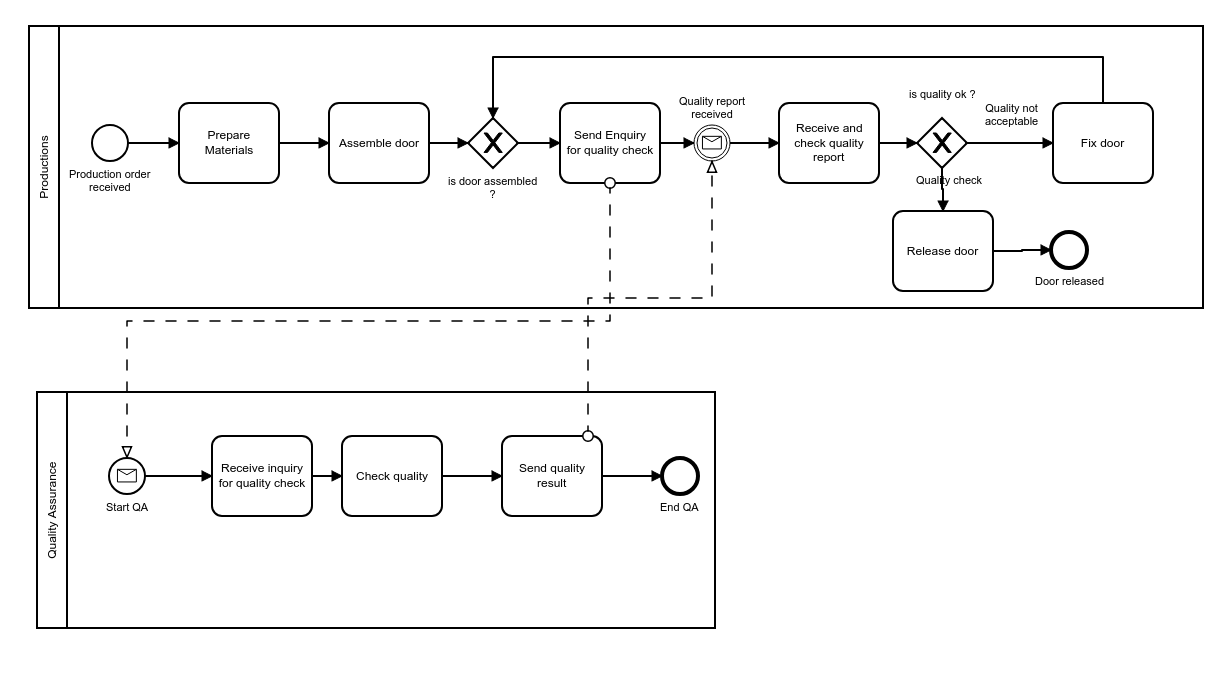 Productions
Production order
received
Prepare
Materials
Assemble door
is door assembled
?
Send Enquiry
for quality check
Quality report
received
Receive and
check quality
report
is quality ok ?
Quality not
acceptable
Fix door
Quality check
Release door
Door released
Quality Assurance
Start QA
Receive inquiry
for quality check
Check quality
Send quality
result
End QA